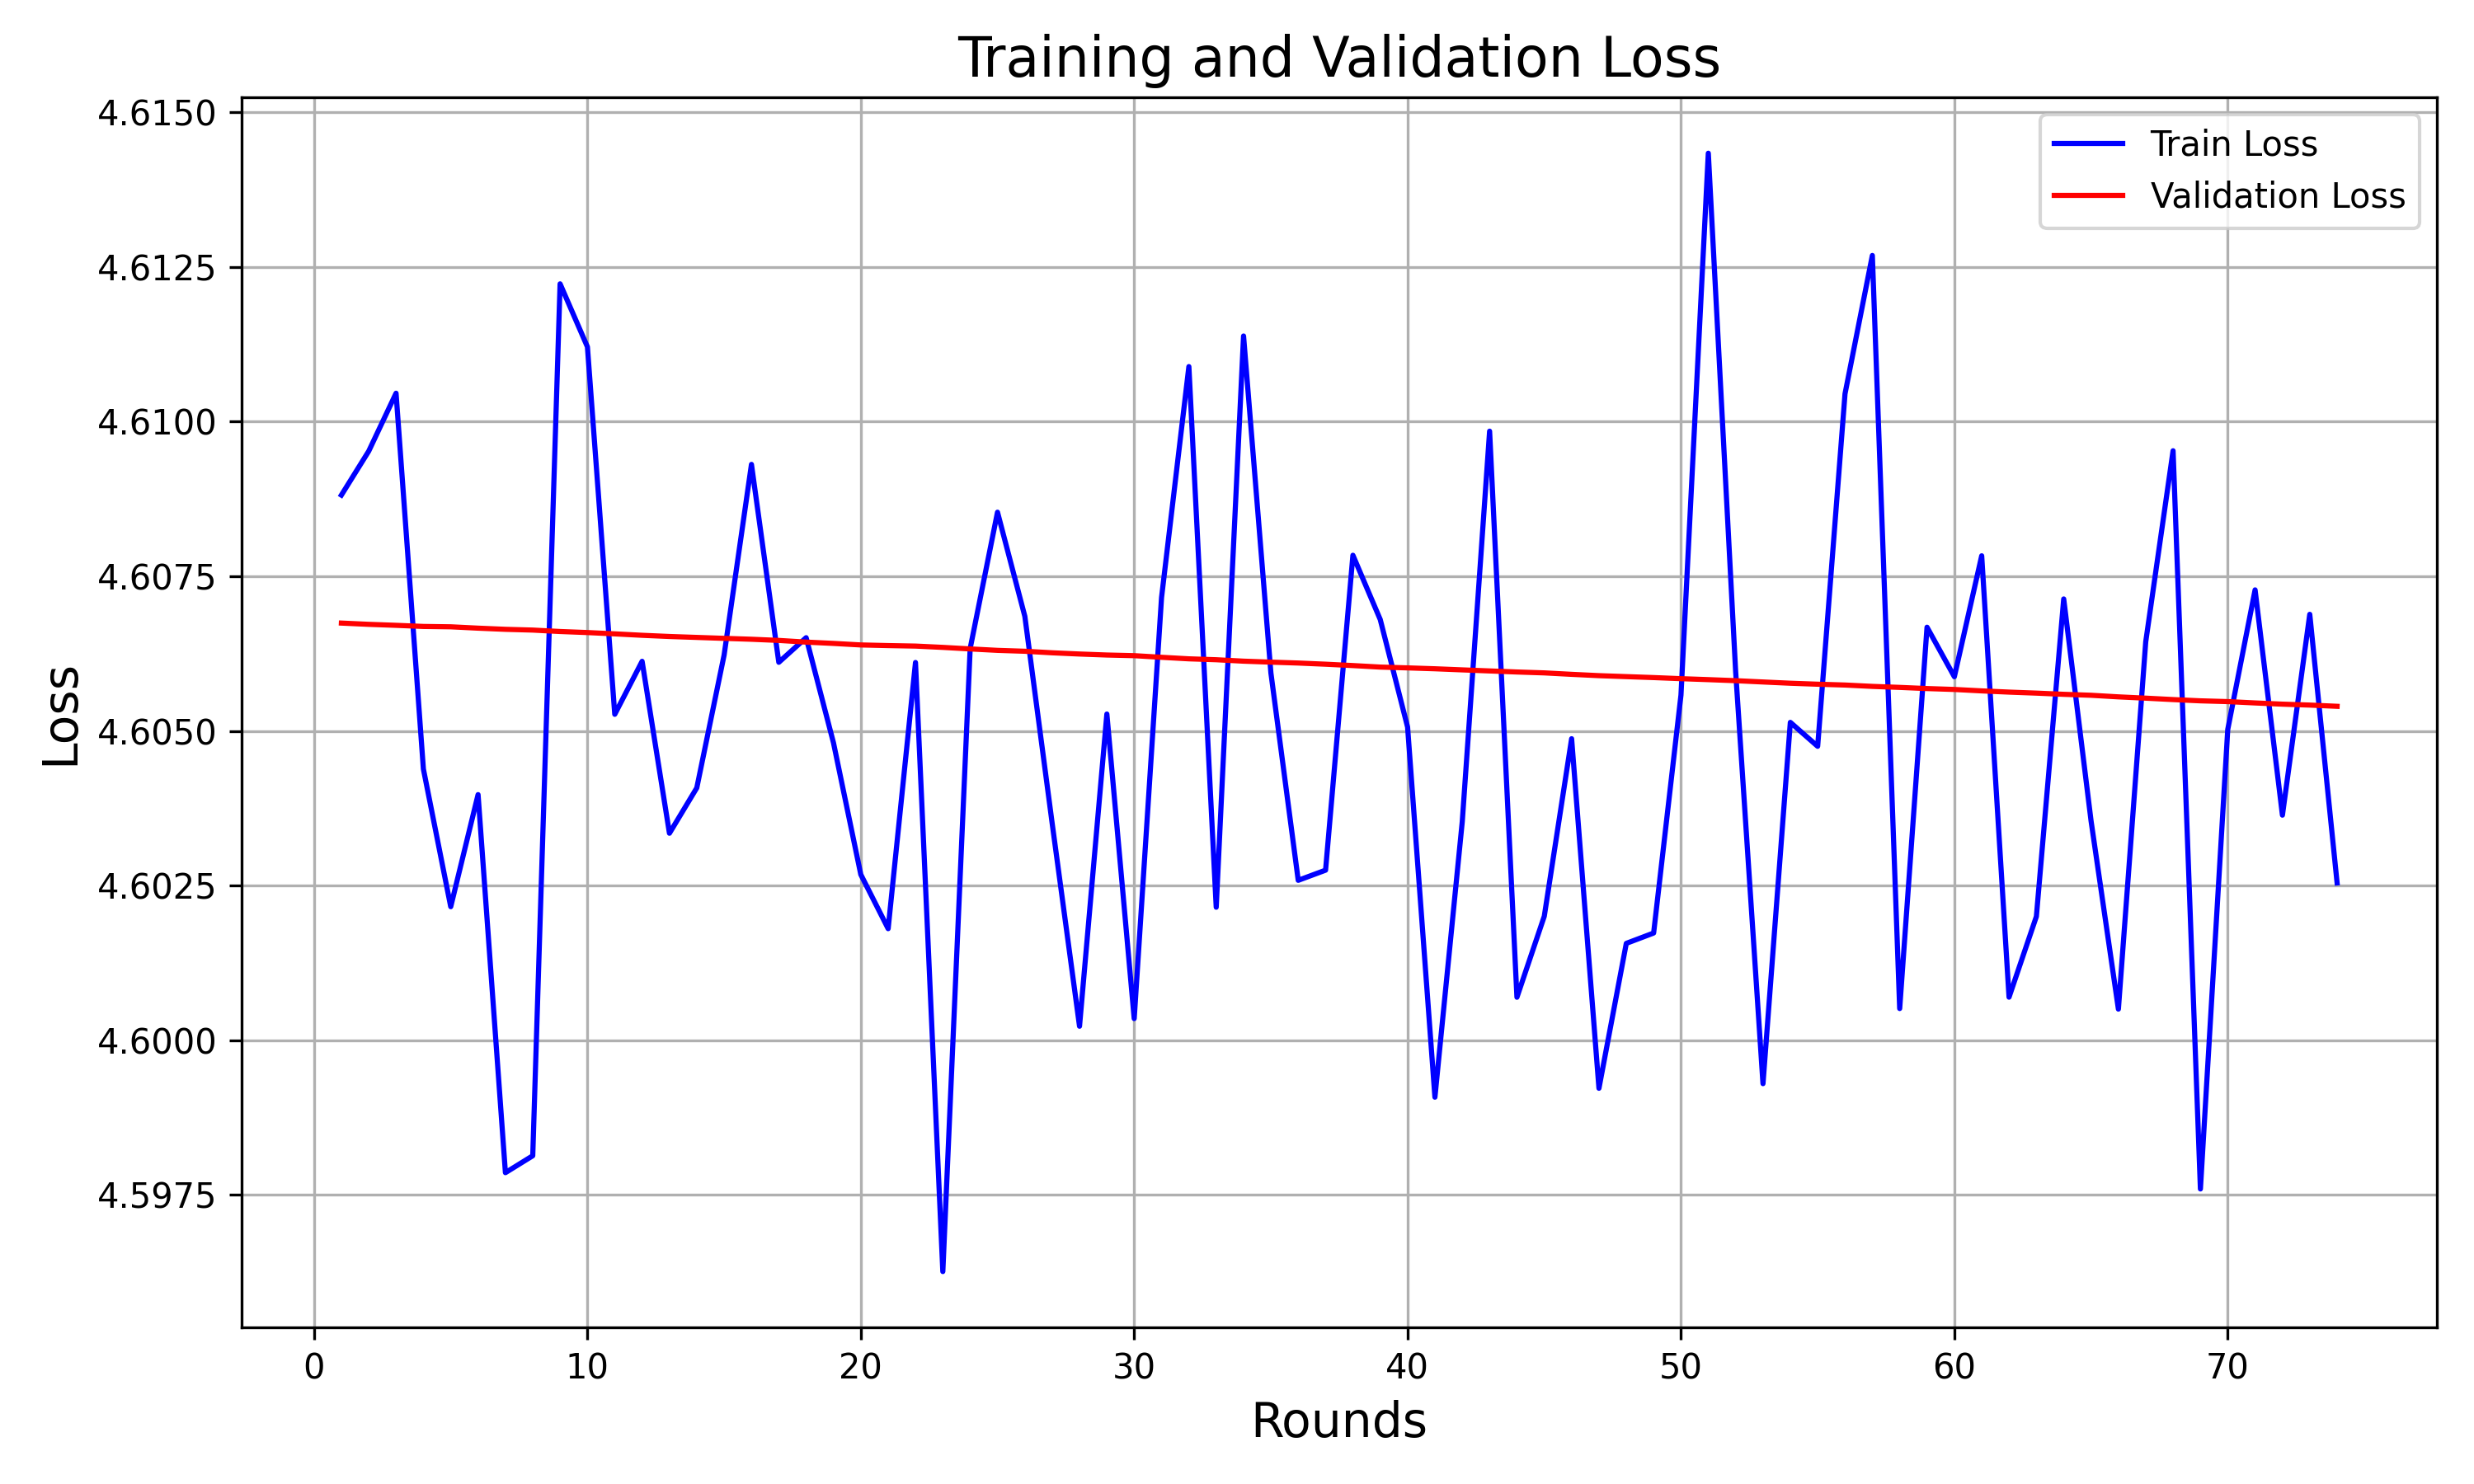 Training and Validation Loss
4.6150
4.6125
4.6100
4.6075
4.6050
4.6025
4.6000
4.5975
Loss
Train Loss
Validation Loss
0 10 20 30 40 50 60 70
Rounds